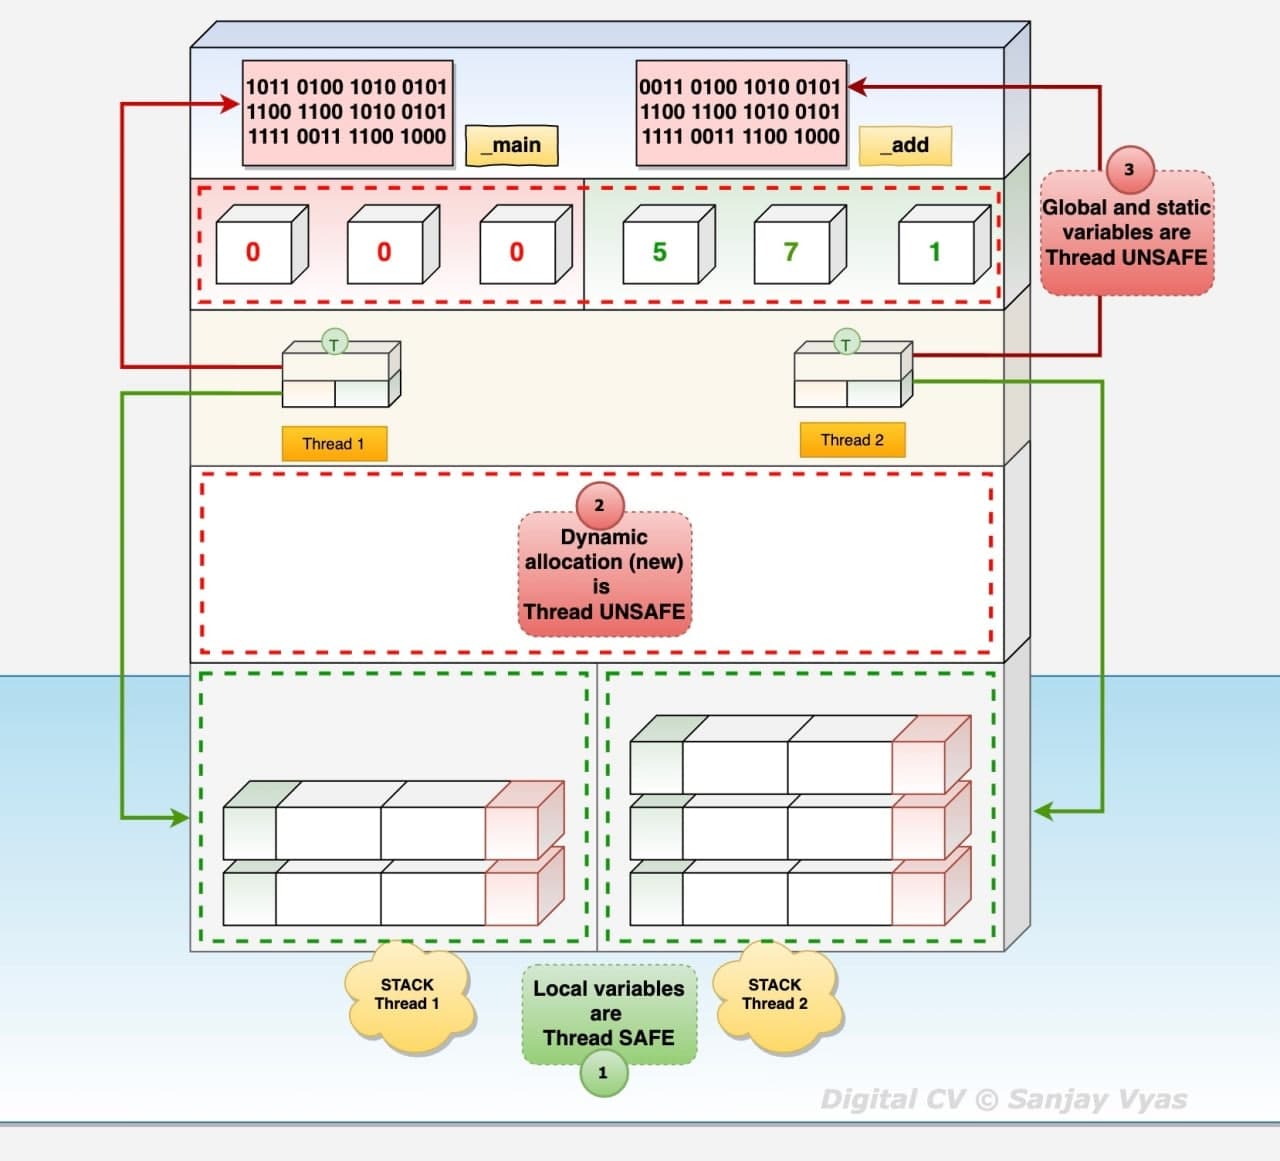 1011 0100 1010 0101
1100 1100 1010 0101
1111 0011 1100 1000
_main
0011 0100 1010 0101
1100 1100 1010 0101
1111 0011 1100 1000
_add
3
Global and static
variables are
Thread UNSAFE
0 0 0 5 7 1
T
Thread 1
T
Thread 2
2
Dynamic
allocation (new)
is
Thread UNSAFE
STACK
Thread 1
Local variables
are
Thread SAFE
1
STACK
Thread 2
Digital CV © Sanjay Vyas